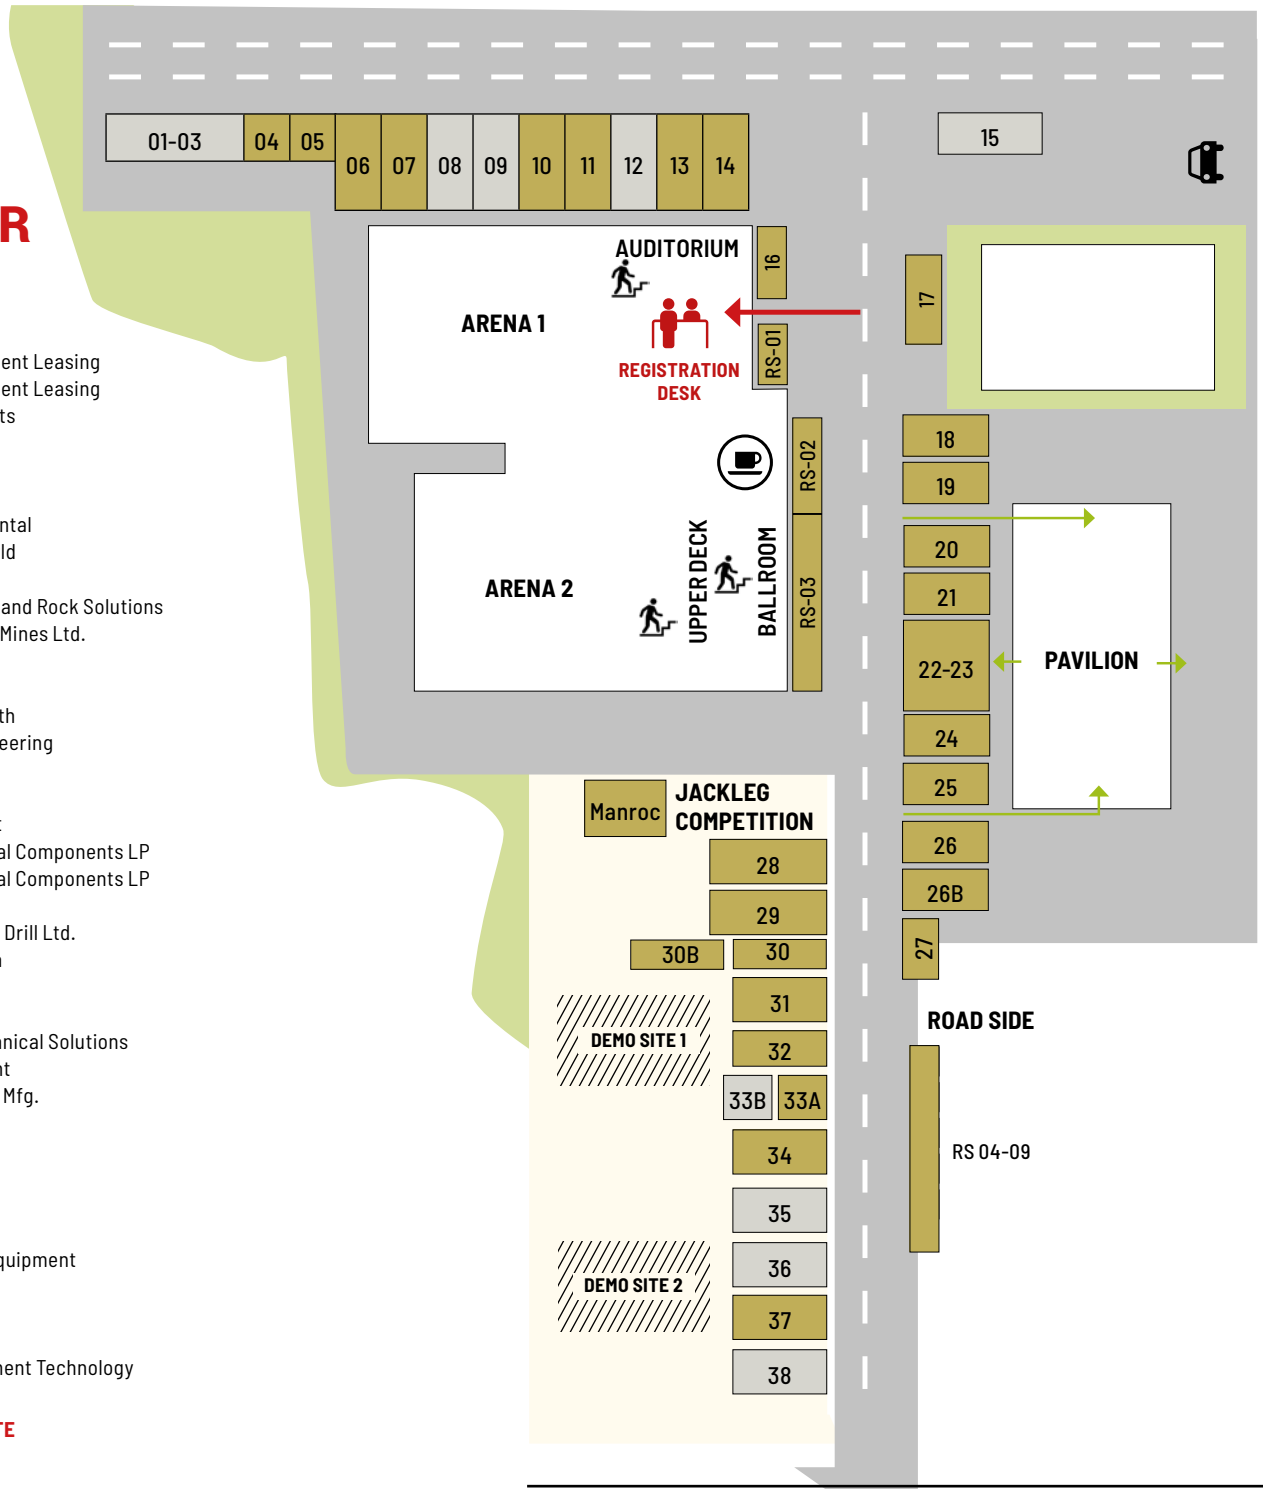 01-03
04
05
06
07
08
09
10
11
12
13
14
15
R
AUDITORIUM
16
17
ARENA 1
RS-01
REGISTRATION
DESK
ent Leasing
ent Leasing
ts
18
RS-02
19
ntal
ld
20
UPPER DECK
BALLROOM
ARENA 2
RS-03
21
and Rock Solutions
Mines Ltd.
22-23
PAVILION
th
eering
24
25
JACKLEG
COMPETITION
Manroc
al Components LP
al Components LP
26
28
26B
29
Drill Ltd.
27
30B
30
31
ROAD SIDE
DEMO SITE 1
32
nical Solutions
nt
Mfg.
33B
33A
34
RS 04-09
35
quipment
36
DEMO SITE 2
37
38
ment Technology
TE